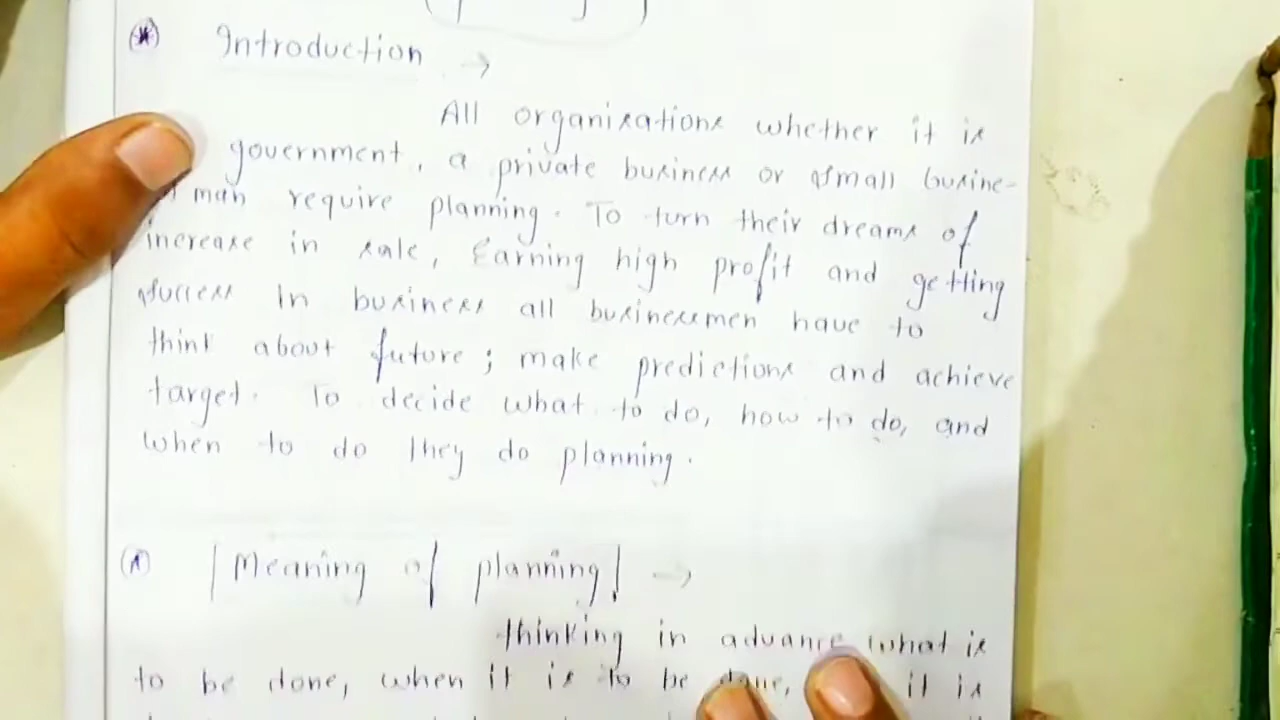 Introduction →
All organisations whether it is
government, a private business or small busine-
man require planning. To turn their dreams of
increase in sale, Earning high profit and getting
success In business all businessmen have to
think about future; make predictions and achieve
target. To decide what to do, how to do, and
when to do they do planning.
Meaning of planning! →
thinking in advance what is
to be done, when it is to be it is